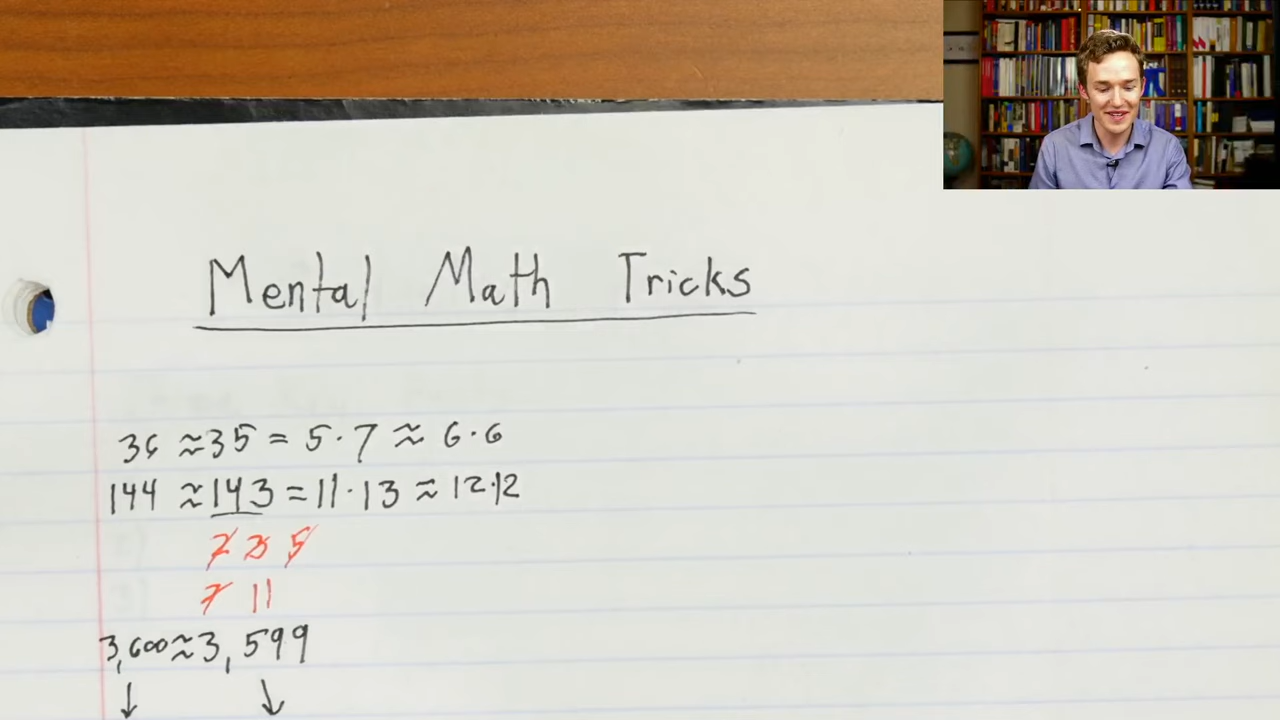 Mental Math Tricks
36 ≈ 35 = 5·7 ≈ 6·6
144 ≈ 143 = 11·13 ≈ 12·12
2 3 5
7 11
3,600 ≈ 3,599